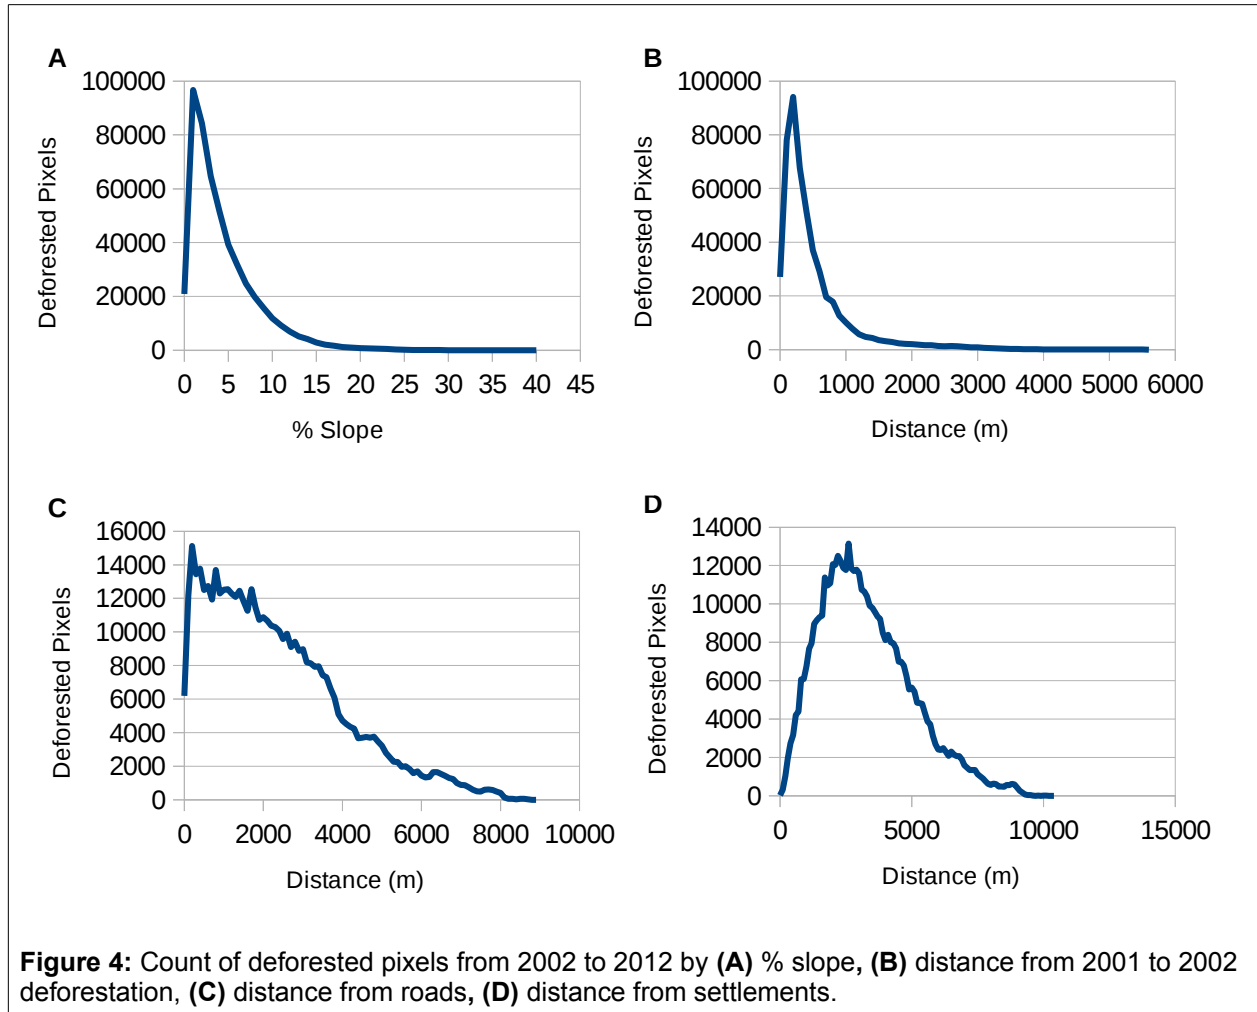 A
100000
80000
60000
40000
20000
0
Deforested Pixels
0 5 10 15 20 25 30 35 40 45
% Slope
B
100000
80000
60000
40000
20000
0
Deforested Pixels
0 1000 2000 3000 4000 5000 6000
Distance (m)
C
16000
14000
12000
10000
8000
6000
4000
2000
0
Deforested Pixels
0 2000 4000 6000 8000 10000
Distance (m)
D
14000
12000
10000
8000
6000
4000
2000
0
Deforested Pixels
0 5000 10000 15000
Distance (m)
Figure 4: Count of deforested pixels from 2002 to 2012 by (A) % slope, (B) distance from 2001 to 2002
deforestation, (C) distance from roads, (D) distance from settlements.